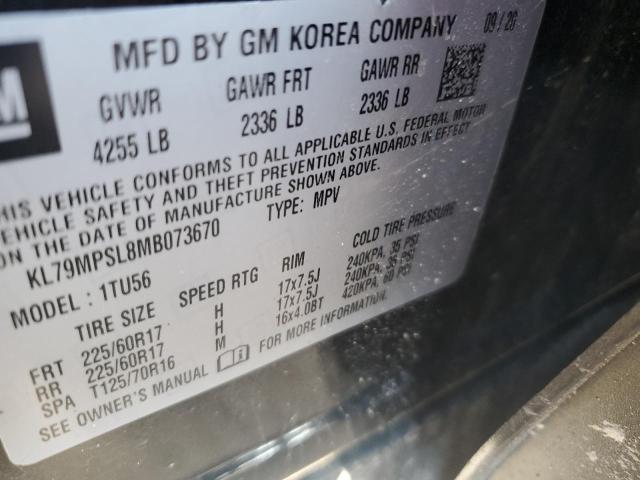 M
MFD BY GM KOREA COMPANY 09/20
GVWR GAWR FRT GAWR RR
4255 LB 2336 LB 2336 LB
THIS VEHICLE CONFORMS TO ALL APPLICABLE U.S. FEDERAL MOTOR
VEHICLE SAFETY AND THEFT PREVENTION STANDARDS IN EFFECT
ON THE DATE OF MANUFACTURE SHOWN ABOVE.
KL79MPSL8MB073670 TYPE: MPV
MODEL: 1TU56
TIRE SIZE SPEED RTG RIM COLD TIRE PRESSURE
FRT 225/60R17 H 17x7.5J 240KPA, 35 PSI
RR 225/60R17 H 17x7.5J 240KPA, 35 PSI
SPA T125/70R16 M 16x4.0BT 420KPA, 60 PSI
SEE OWNER'S MANUAL FOR MORE INFORMATION.